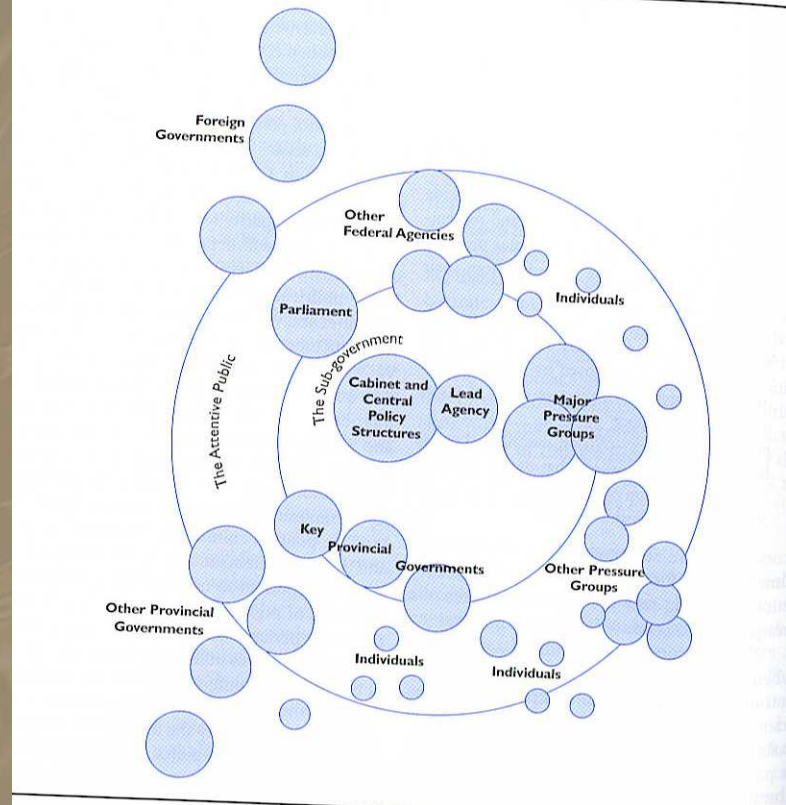 Foreign
Governments
Other
Federal Agencies
Individuals
Parliament
The Sub-government
The Attentive Public
Cabinet and
Central
Policy
Structures
Lead
Agency
Major
Pressure
Groups
Key
Provincial
Governments
Other Pressure
Groups
Other Provincial
Governments
Individuals
Individuals